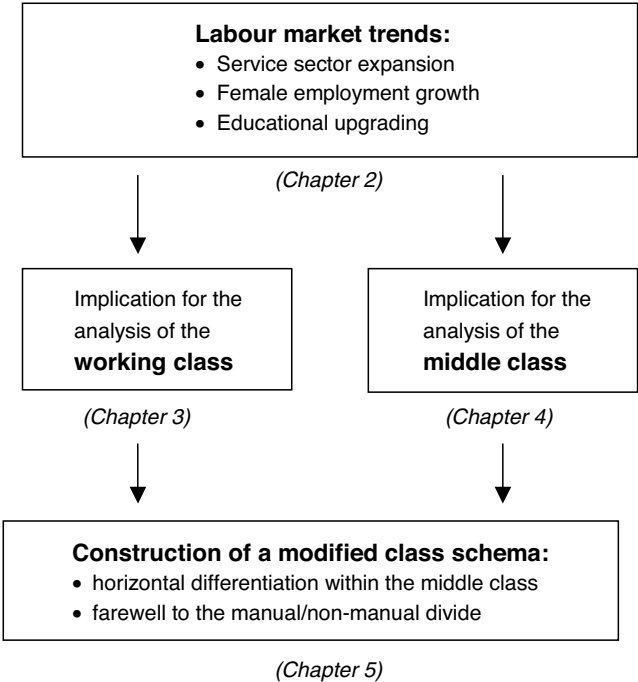 Labour market trends:
• Service sector expansion
• Female employment growth
• Educational upgrading
(Chapter 2)
Implication for the
analysis of the
working class
(Chapter 3)
Implication for the
analysis of the
middle class
(Chapter 4)
Construction of a modified class schema:
• horizontal differentiation within the middle class
• farewell to the manual/non-manual divide
(Chapter 5)